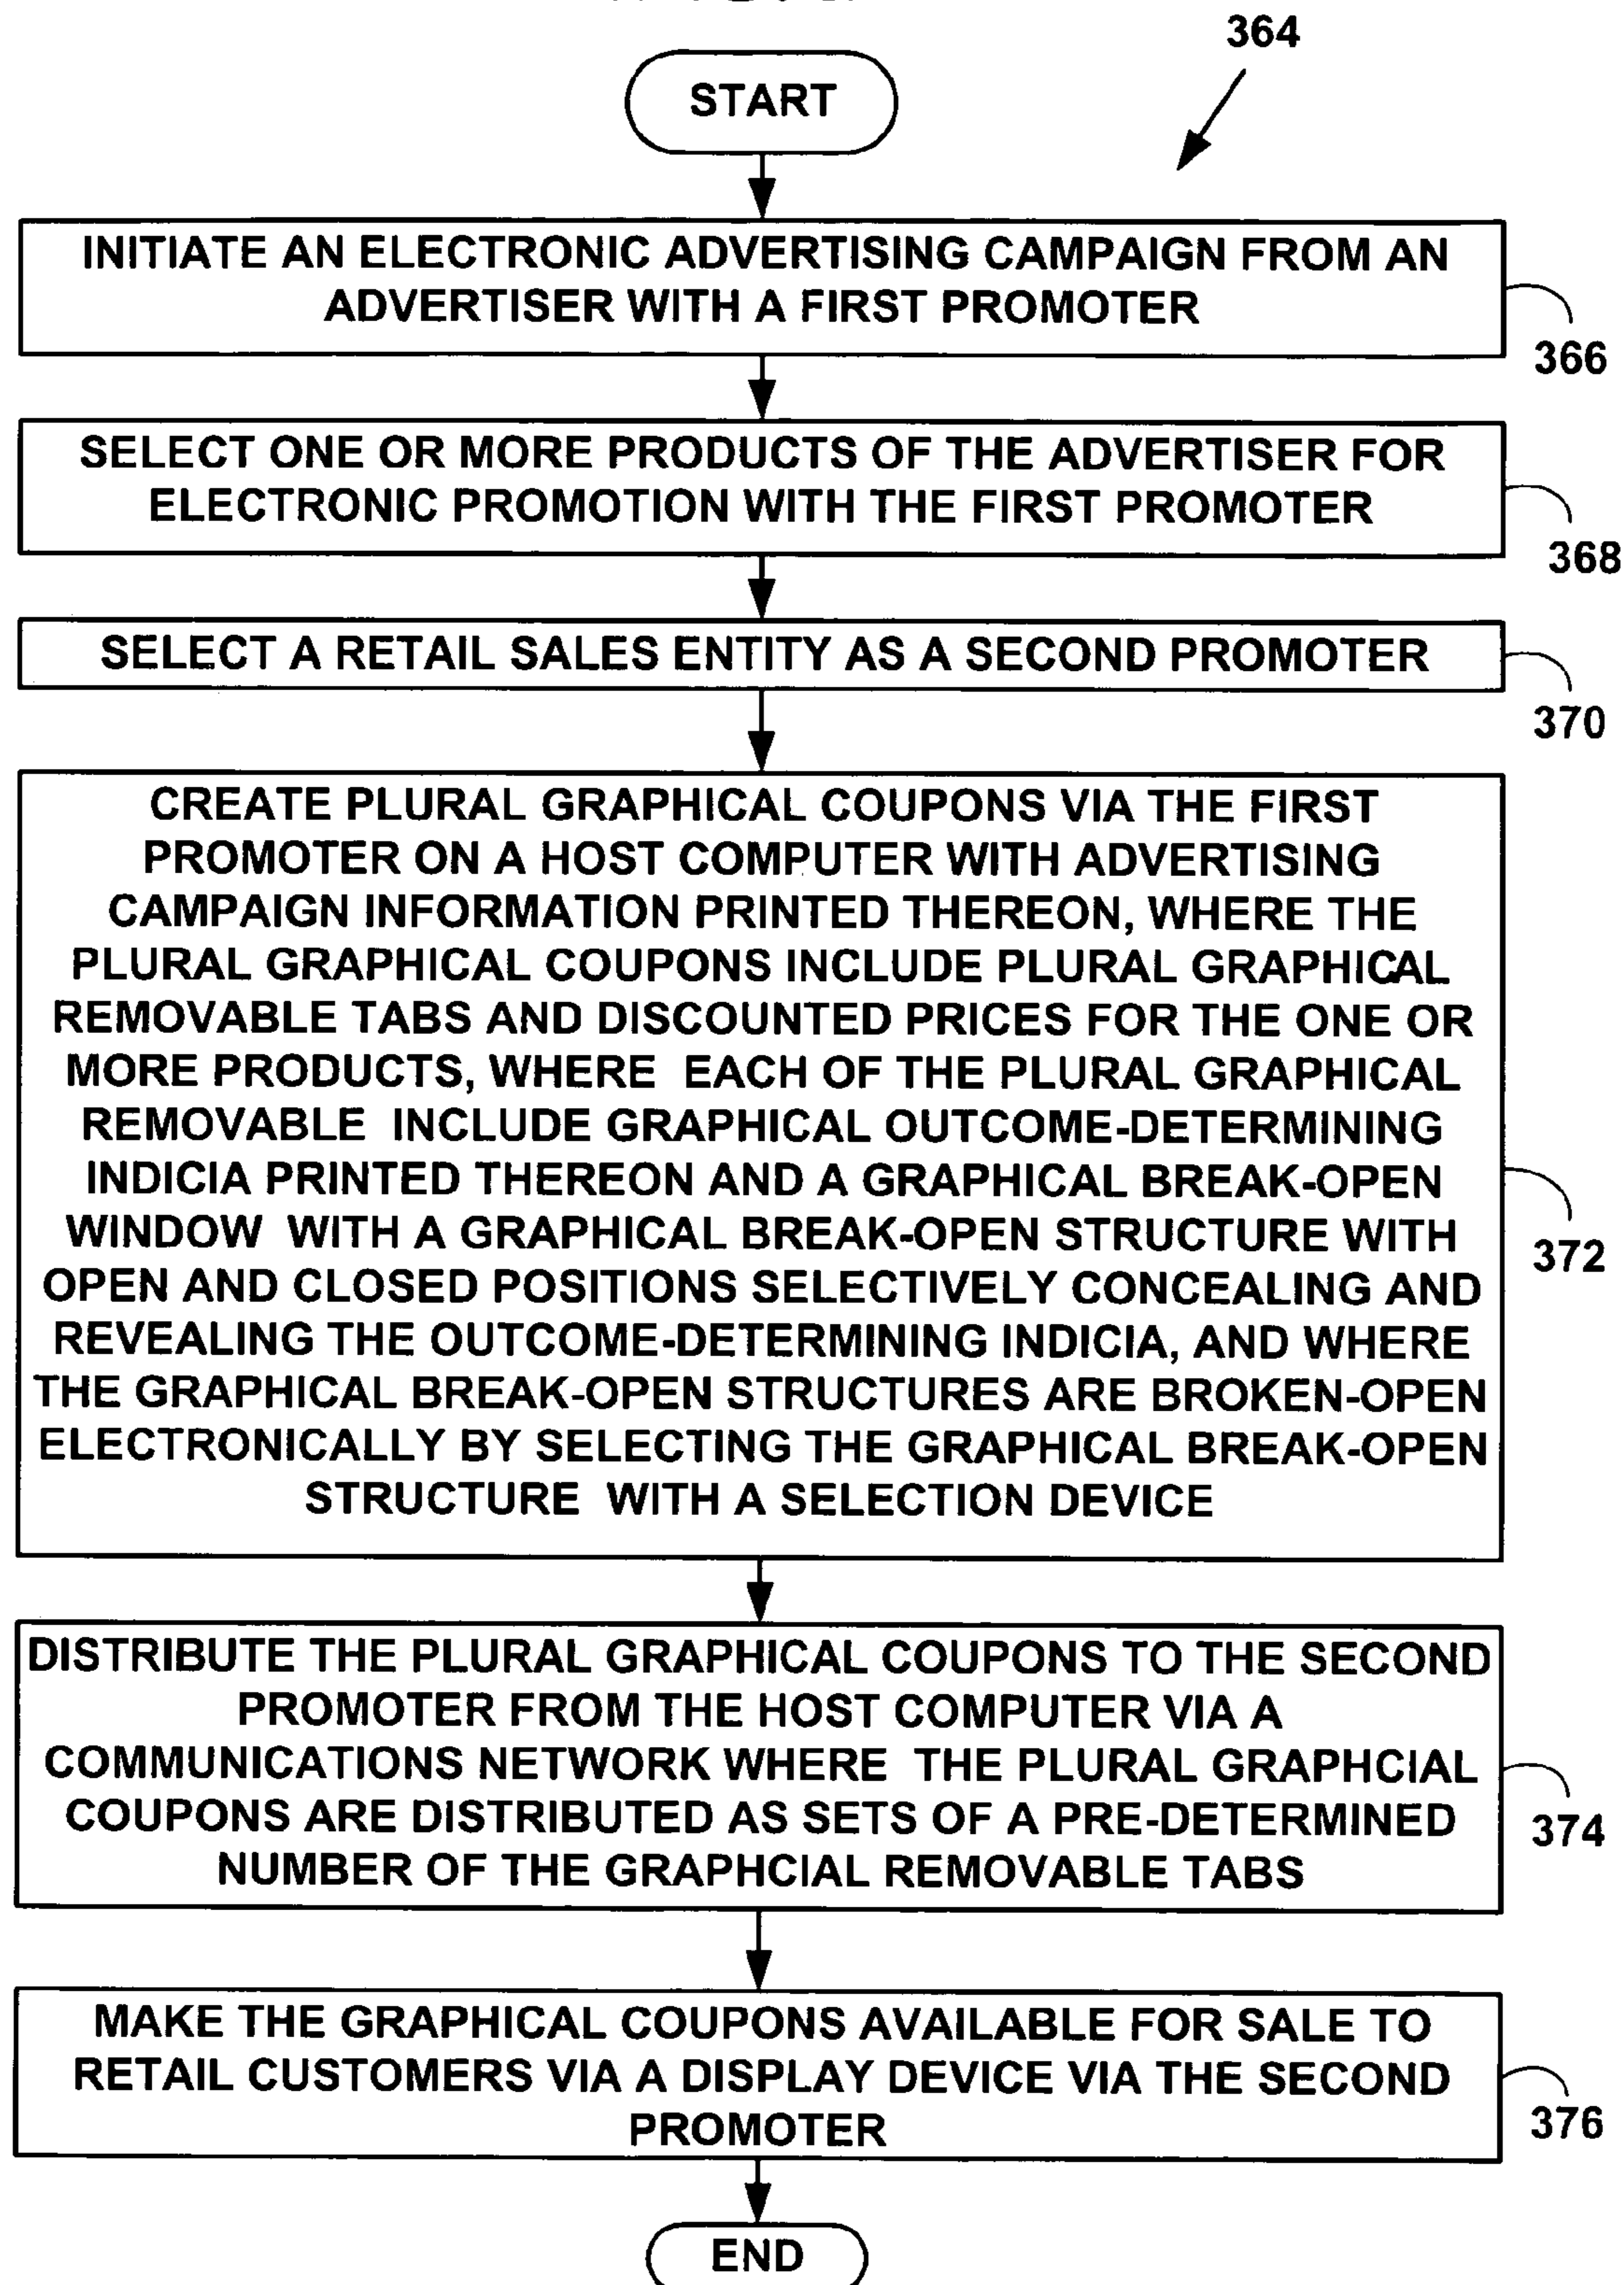 364
START
INITIATE AN ELECTRONIC ADVERTISING CAMPAIGN FROM AN
ADVERTISER WITH A FIRST PROMOTER
366
SELECT ONE OR MORE PRODUCTS OF THE ADVERTISER FOR
ELECTRONIC PROMOTION WITH THE FIRST PROMOTER
368
SELECT A RETAIL SALES ENTITY AS A SECOND PROMOTER
370
CREATE PLURAL GRAPHICAL COUPONS VIA THE FIRST
PROMOTER ON A HOST COMPUTER WITH ADVERTISING
CAMPAIGN INFORMATION PRINTED THEREON, WHERE THE
PLURAL GRAPHICAL COUPONS INCLUDE PLURAL GRAPHICAL
REMOVABLE TABS AND DISCOUNTED PRICES FOR THE ONE OR
MORE PRODUCTS, WHERE EACH OF THE PLURAL GRAPHICAL
REMOVABLE INCLUDE GRAPHICAL OUTCOME-DETERMINING
INDICIA PRINTED THEREON AND A GRAPHICAL BREAK-OPEN
WINDOW WITH A GRAPHICAL BREAK-OPEN STRUCTURE WITH
OPEN AND CLOSED POSITIONS SELECTIVELY CONCEALING AND
REVEALING THE OUTCOME-DETERMINING INDICIA, AND WHERE
THE GRAPHICAL BREAK-OPEN STRUCTURES ARE BROKEN-OPEN
ELECTRONICALLY BY SELECTING THE GRAPHICAL BREAK-OPEN
STRUCTURE WITH A SELECTION DEVICE
372
DISTRIBUTE THE PLURAL GRAPHICAL COUPONS TO THE SECOND
PROMOTER FROM THE HOST COMPUTER VIA A
COMMUNICATIONS NETWORK WHERE THE PLURAL GRAPHCIAL
COUPONS ARE DISTRIBUTED AS SETS OF A PRE-DETERMINED
NUMBER OF THE GRAPHCIAL REMOVABLE TABS
374
MAKE THE GRAPHICAL COUPONS AVAILABLE FOR SALE TO
RETAIL CUSTOMERS VIA A DISPLAY DEVICE VIA THE SECOND
PROMOTER
376
END